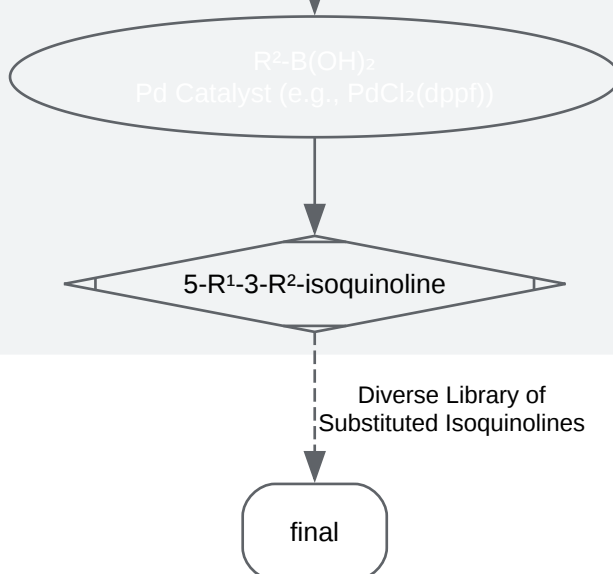 R²-B(OH)₂
Pd Catalyst (e.g., PdCl₂(dppf))
5-R¹-3-R²-isoquinoline
Diverse Library of
Substituted Isoquinolines
final